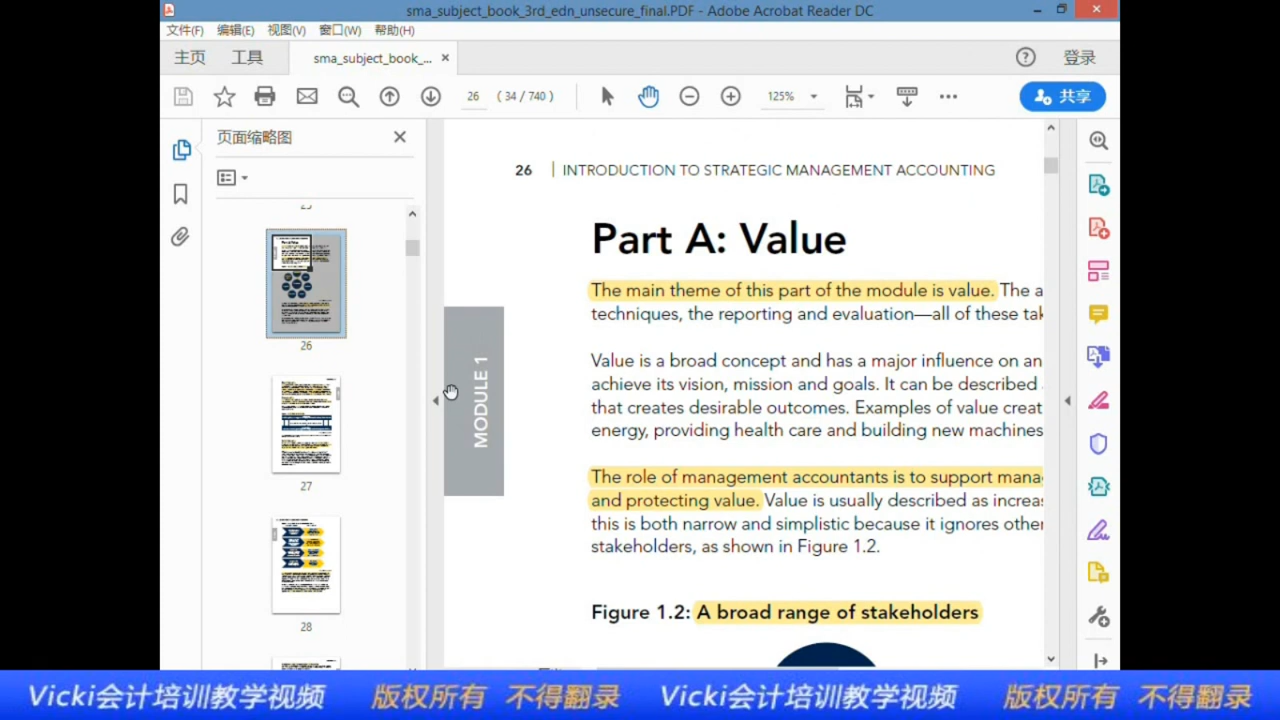 sma_subject_book_3rd_edn_unsecure_final.PDF - Adobe Acrobat Reader DC
文件(F) 编辑(E) 视图(V) 窗口(W) 帮助(H)
主页 工具 sma_subject_book_... × 登录
26 (34 / 740) 125% 共享
页面缩略图
26 | INTRODUCTION TO STRATEGIC MANAGEMENT ACCOUNTING
Part A: Value
The main theme of this part of the module is value. The a
techniques, the reporting and evaluation—all of these tak
Value is a broad concept and has a major influence on an
achieve its vision, mission and goals. It can be described
that creates desirable outcomes. Examples of value creat
energy, providing health care and building new machines
The role of management accountants is to support mana
and protecting value. Value is usually described as increas
this is both narrow and simplistic because it ignores other
stakeholders, as shown in Figure 1.2.
Figure 1.2: A broad range of stakeholders
MODULE 1
26
27
28
Vicki会计培训教学视频 版权所有 不得翻录 Vicki会计培训教学视频 版权所有 不得翻录